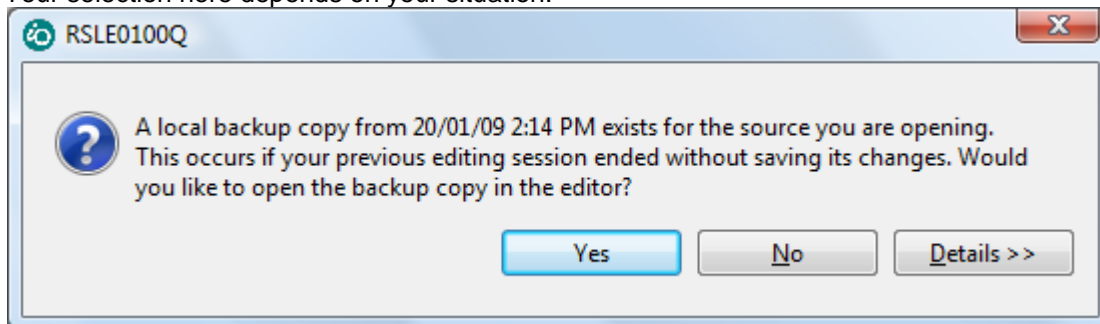 Your selection here depends on your situation.
RSLE0100Q
A local backup copy from 20/01/09 2:14 PM exists for the source you are opening.
This occurs if your previous editing session ended without saving its changes. Would
you like to open the backup copy in the editor?
Yes
No
Details >>